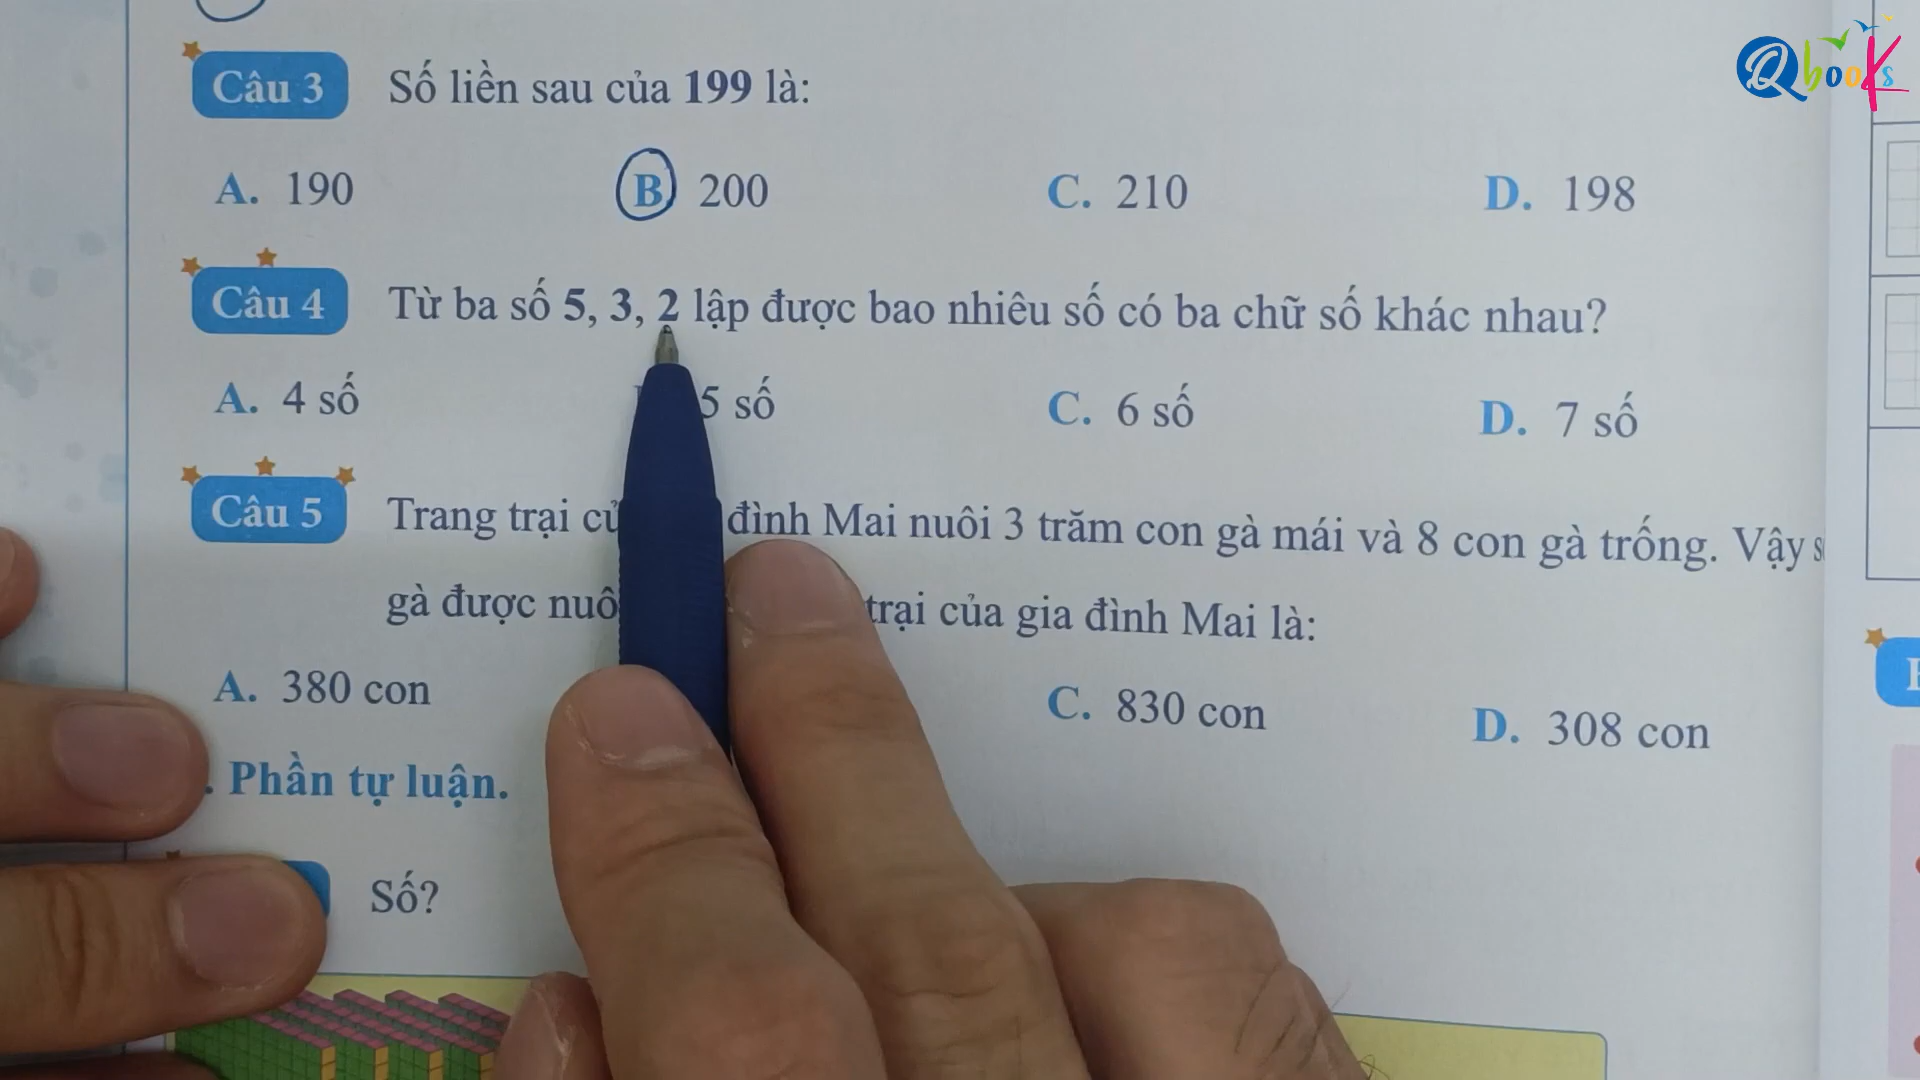 Qbooks
Câu 3 Số liền sau của 199 là:
A. 190 B 200 C. 210 D. 198
Câu 4 Từ ba số 5, 3, 2 lập được bao nhiêu số có ba chữ số khác nhau?
A. 4 số 5 số C. 6 số D. 7 số
Câu 5 Trang trại đình Mai nuôi 3 trăm con gà mái và 8 con gà trống. Vậy
gà được trại của gia đình Mai là:
A. 380 con C. 830 con D. 308 con
Phần tự luận.
Số?